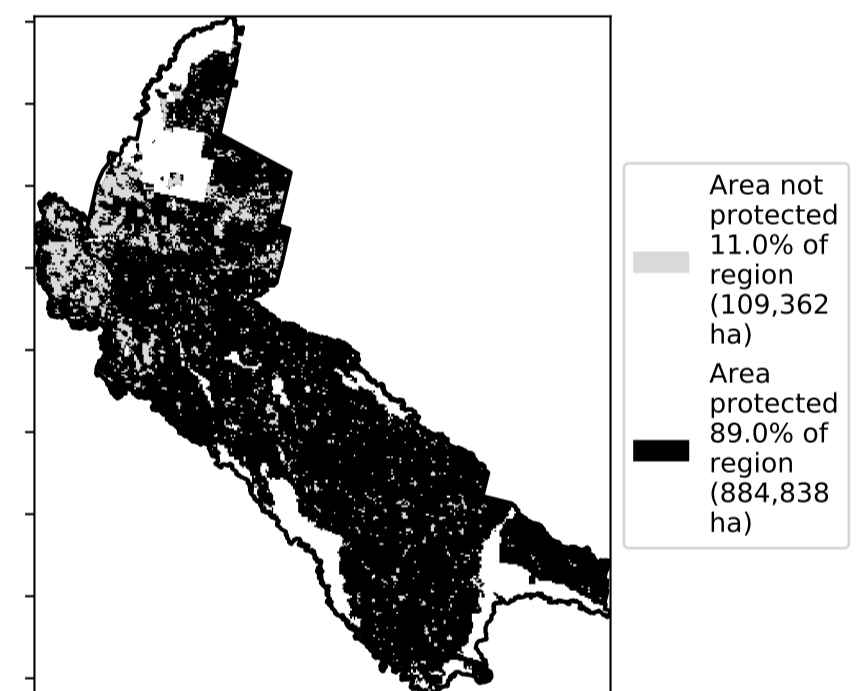 Area not
protected
11.0% of
region
(109,362
ha)
Area
protected
89.0% of
region
(884,838
ha)